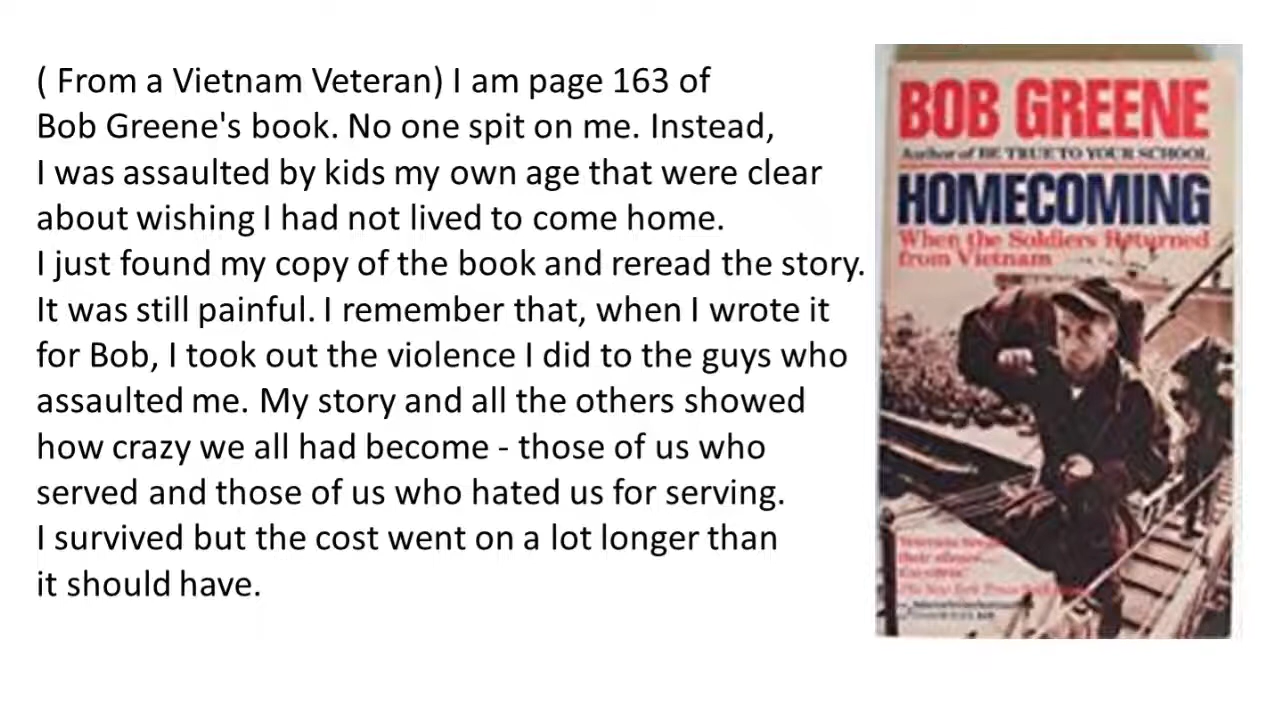 ( From a Vietnam Veteran) I am page 163 of
Bob Greene's book. No one spit on me. Instead,
I was assaulted by kids my own age that were clear
about wishing I had not lived to come home.
I just found my copy of the book and reread the story.
It was still painful. I remember that, when I wrote it
for Bob, I took out the violence I did to the guys who
assaulted me. My story and all the others showed
how crazy we all had become - those of us who
served and those of us who hated us for serving.
I survived but the cost went on a lot longer than
it should have.
BOB GREENE
Author of BE TRUE TO YOUR SCHOOL
HOMECOMING
When the Soldiers Returned
from Vietnam
their silence...